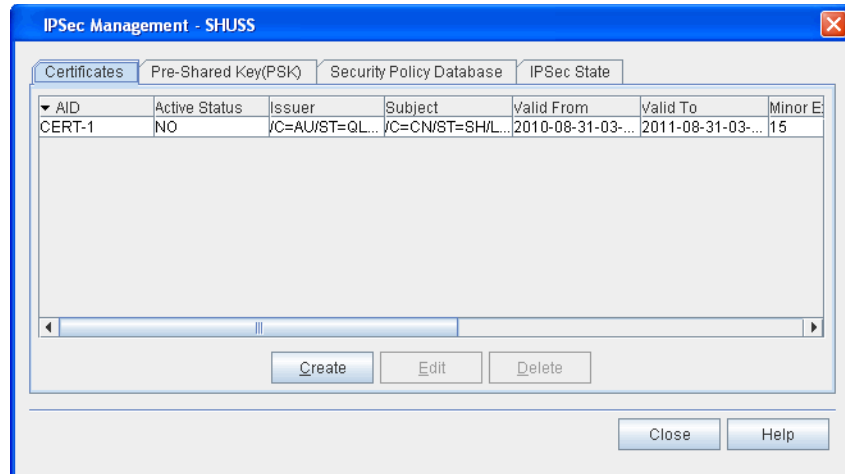 IPSec Management - SHUSS
Certificates Pre-Shared Key(PSK) Security Policy Database IPSec State
AID Active Status Issuer Subject Valid From Valid To Minor E
CERT-1 NO /C=AU/ST=QL... /C=CN/ST=SH/L... 2010-08-31-03-... 2011-08-31-03-... 15
Create Edit Delete
Close Help